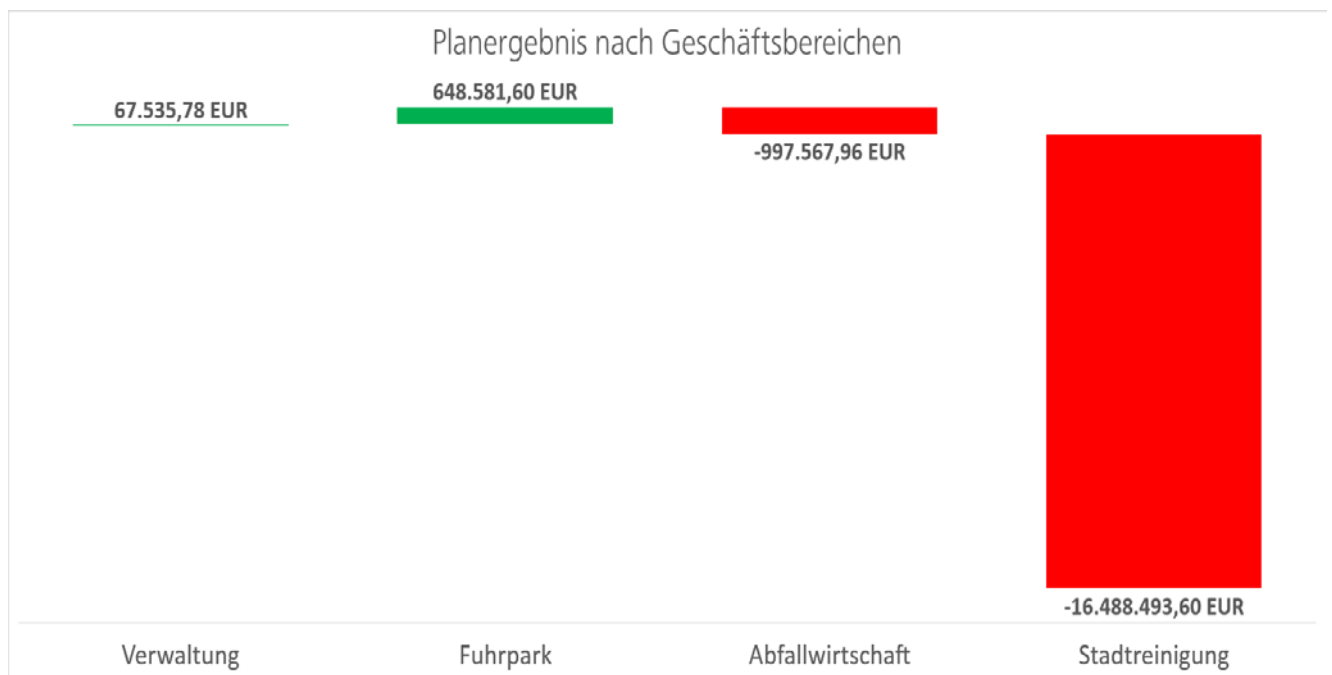 Planergebnis nach Geschäftsbereichen
67.535,78 EUR
648.581,60 EUR
-997.567,96 EUR
-16.488.493,60 EUR
Verwaltung
Fuhrpark
Abfallwirtschaft
Stadtreinigung